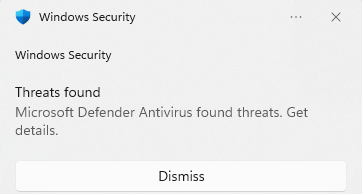 Windows Security
Windows Security
Threats found
Microsoft Defender Antivirus found threats. Get
details.
Dismiss